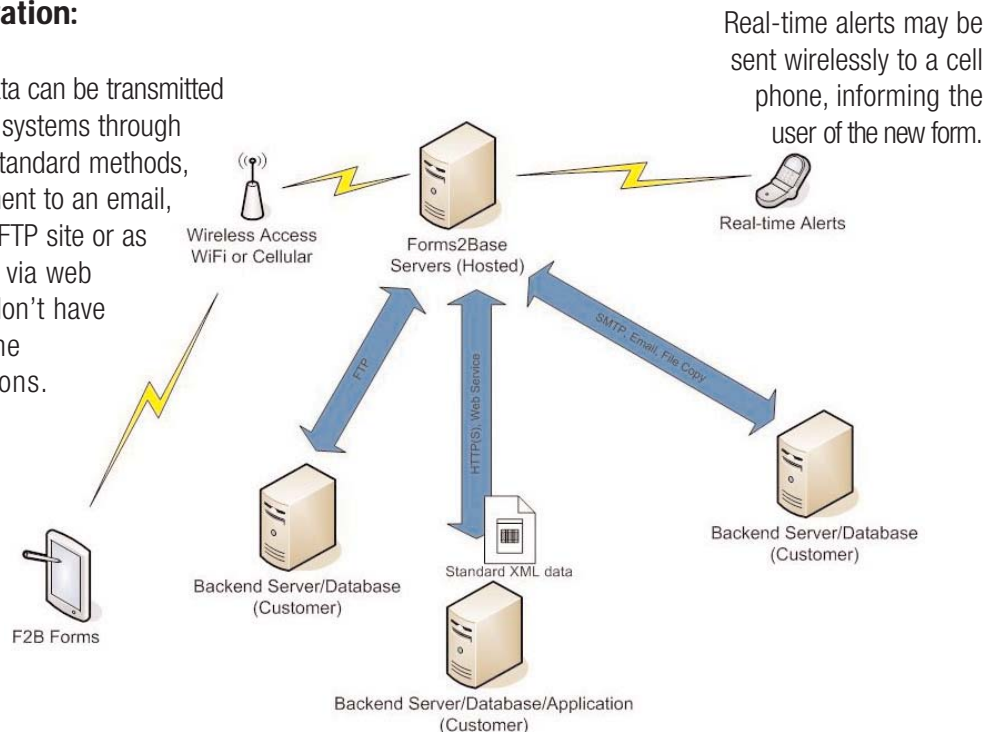 ation:
ta can be transmitted
systems through
standard methods,
ent to an email,
FTP site or as
via web
on't have
ne
ons.
Real-time alerts may be
sent wirelessly to a cell
phone, informing the
user of the new form.
Wireless Access
WiFi or Cellular
Forms2Base
Servers (Hosted)
Real-time Alerts
FTP
HTTP(S), Web Service
SMTP, Email, File Copy
F2B Forms
Backend Server/Database
(Customer)
Standard XML data
Backend Server/Database
(Customer)
Backend Server/Database/Application
(Customer)